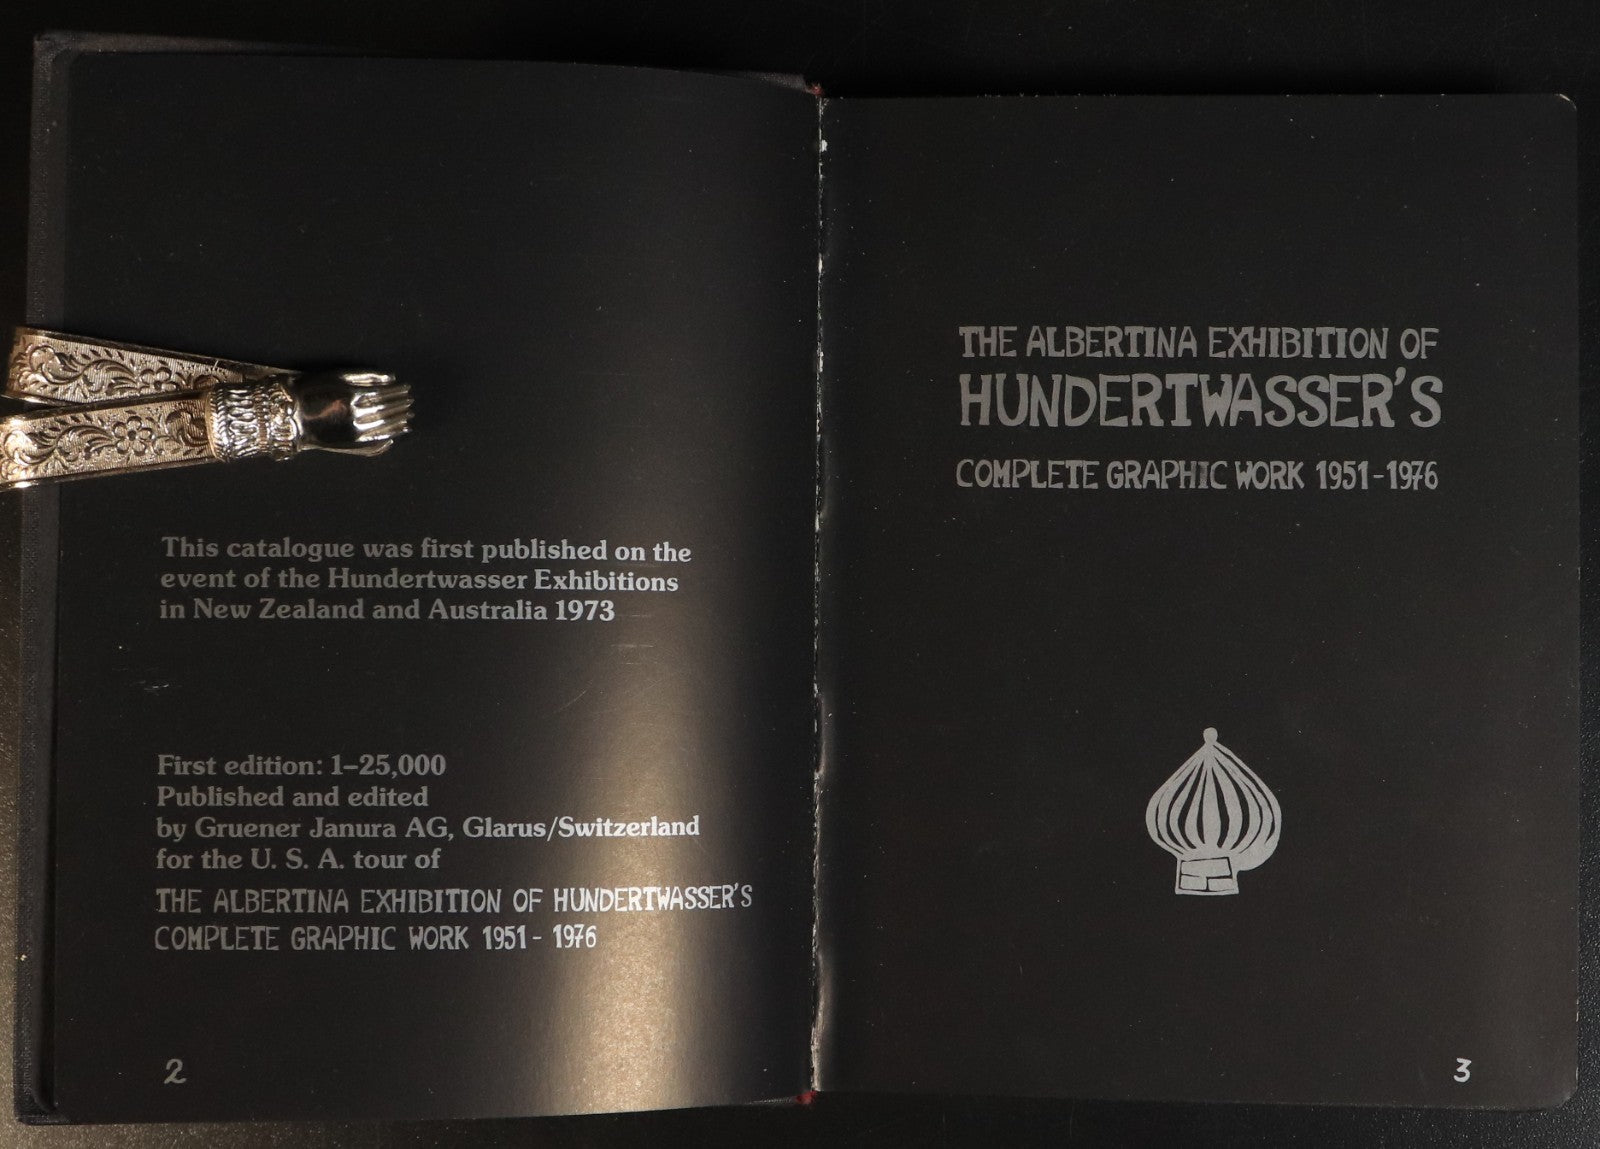 This catalogue was first published on the
event of the Hundertwasser Exhibitions
in New Zealand and Australia 1973
First edition: 1–25,000
Published and edited
by Gruener Janura AG, Glarus/Switzerland
for the U. S. A. tour of
THE ALBERTINA EXHIBITION OF HUNDERTWASSER'S
COMPLETE GRAPHIC WORK 1951 - 1976
2
THE ALBERTINA EXHIBITION OF
HUNDERTWASSER'S
COMPLETE GRAPHIC WORK 1951-1976
3